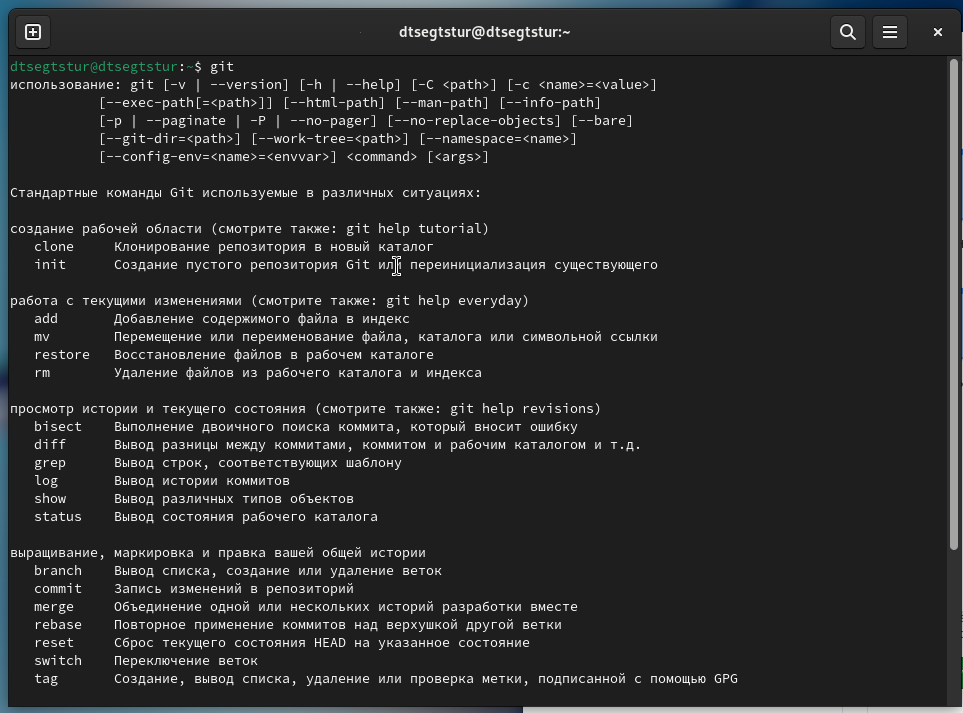 dtsegtstur@dtsegtstur:~
dtsegtstur@dtsegtstur:~$ git
использование: git [-v | --version] [-h | --help] [-C <path>] [-c <name>=<value>]
[--exec-path[=<path>]] [--html-path] [--man-path] [--info-path]
[-p | --paginate | -P | --no-pager] [--no-replace-objects] [--bare]
[--git-dir=<path>] [--work-tree=<path>] [--namespace=<name>]
[--config-env=<name>=<envvar>] <command> [<args>]
Стандартные команды Git используемые в различных ситуациях:
создание рабочей области (смотрите также: git help tutorial)
clone Клонирование репозитория в новый каталог
init Создание пустого репозитория Git или переинициализация существующего
работа с текущими изменениями (смотрите также: git help everyday)
add Добавление содержимого файла в индекс
mv Перемещение или переименование файла, каталога или символьной ссылки
restore Восстановление файлов в рабочем каталоге
rm Удаление файлов из рабочего каталога и индекса
просмотр истории и текущего состояния (смотрите также: git help revisions)
bisect Выполнение двоичного поиска коммита, который вносит ошибку
diff Вывод разницы между коммитами, коммитом и рабочим каталогом и т.д.
grep Вывод строк, соответствующих шаблону
log Вывод истории коммитов
show Вывод различных типов объектов
status Вывод состояния рабочего каталога
выращивание, маркировка и правка вашей общей истории
branch Вывод списка, создание или удаление веток
commit Запись изменений в репозиторий
merge Объединение одной или нескольких историй разработки вместе
rebase Повторное применение коммитов над верхушкой другой ветки
reset Сброс текущего состояния HEAD на указанное состояние
switch Переключение веток
tag Создание, вывод списка, удаление или проверка метки, подписанной с помощью GPG